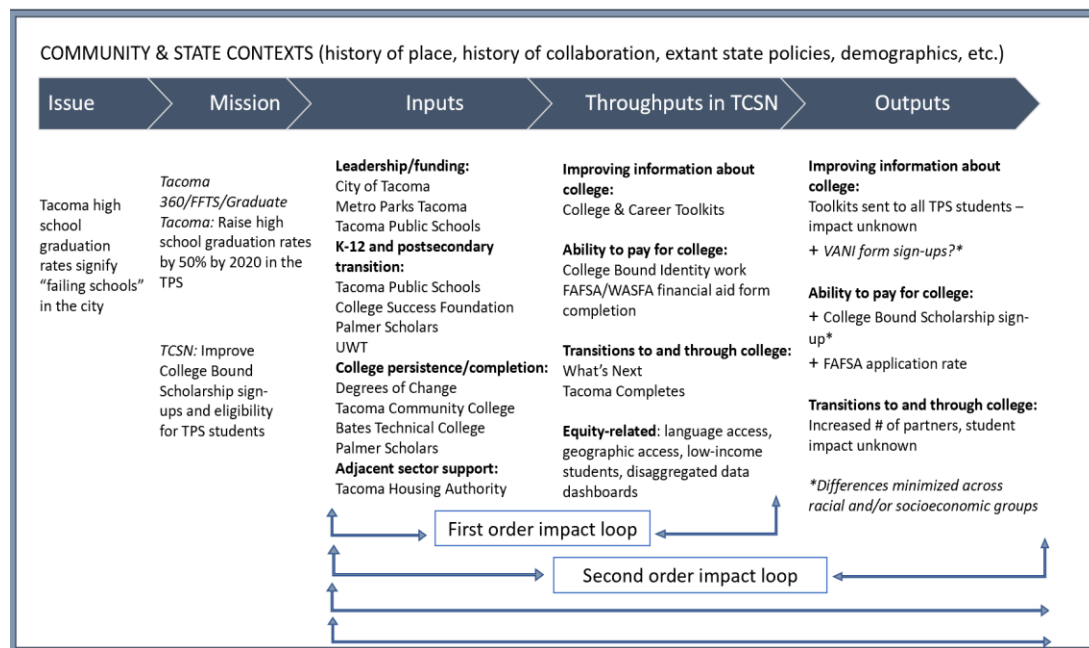 COMMUNITY & STATE CONTEXTS (history of place, history of collaboration, extant state policies, demographics, etc.)
Issue
Mission
Inputs
Throughputs in TCSN
Outputs
Tacoma high
school
graduation
rates signify
“failing schools”
in the city
Tacoma
360/FFTS/Graduate
Tacoma: Raise high
school graduation rates
by 50% by 2020 in the
TPS
TCSN: Improve
College Bound
Scholarship sign-
ups and eligibility
for TPS students
Leadership/funding:
City of Tacoma
Metro Parks Tacoma
Tacoma Public Schools
K-12 and postsecondary
transition:
Tacoma Public Schools
College Success Foundation
Palmer Scholars
UWT
College persistence/completion:
Degrees of Change
Tacoma Community College
Bates Technical College
Palmer Scholars
Adjacent sector support:
Tacoma Housing Authority
Improving information about
college:
College & Career Toolkits
Ability to pay for college:
College Bound Identity work
FAFSA/WASFA financial aid form
completion
Transitions to and through college:
What’s Next
Tacoma Completes
Equity-related: language access,
geographic access, low-income
students, disaggregated data
dashboards
Improving information about
college:
Toolkits sent to all TPS students –
impact unknown
+ VANI form sign-ups?*
Ability to pay for college:
+ College Bound Scholarship sign-
up*
+ FAFSA application rate
Transitions to and through college:
Increased # of partners, student
impact unknown
*Differences minimized across
racial and/or socioeconomic groups
First order impact loop
Second order impact loop